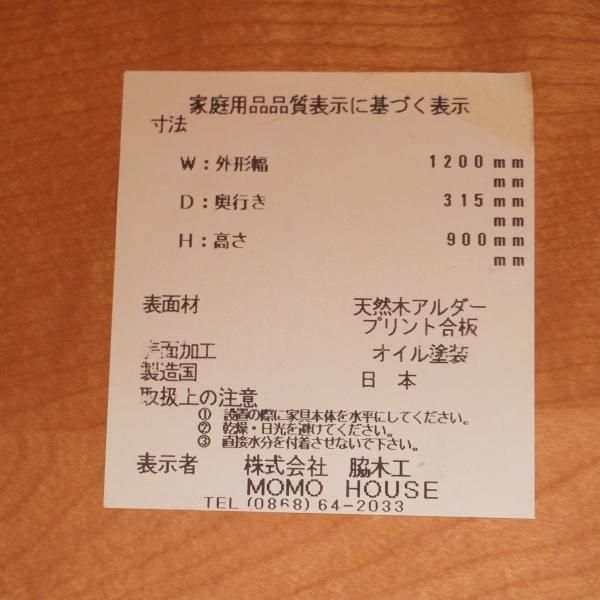 家庭用品品質表示に基づく表示
寸法
W:外形幅 1200mm
mm
D:奥行き 315mm
mm
H:高さ 900mm
mm
表面材 天然木アルダー
プリント合板
表面加工 オイル塗装
製造国 日本
取扱上の注意
① 設置の際に家具本体を水平にしてください。
② 乾燥・日光を避けてください。
③ 直接水分を付着させないで下さい。
表示者 株式会社 脇木工
MOMO HOUSE
TEL (0868) 64-2033